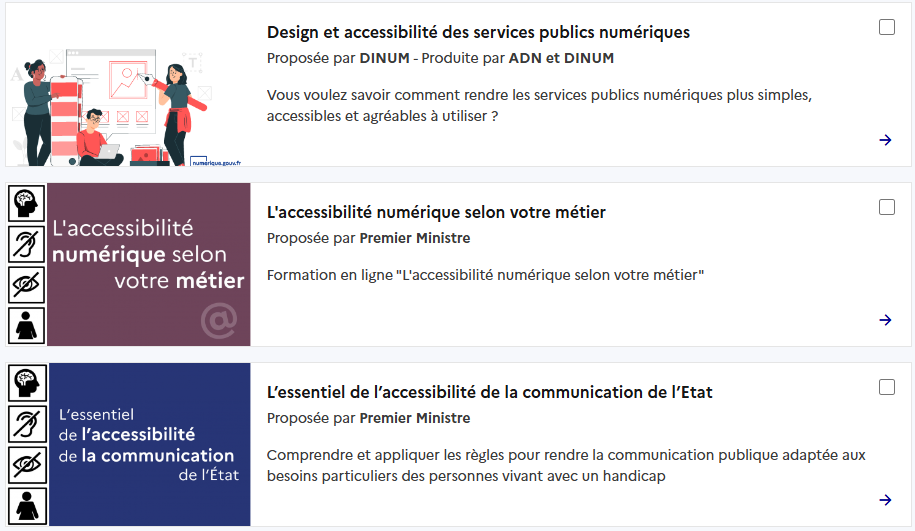 Design et accessibilité des services publics numériques
Proposée par DINUM - Produite par ADN et DINUM
Vous voulez savoir comment rendre les services publics numériques plus simples,
accessibles et agréables à utiliser ?
A
T
numérique.gouv.fr
L'accessibilité
numérique selon
votre métier
@
L'accessibilité numérique selon votre métier
Proposée par Premier Ministre
Formation en ligne "L'accessibilité numérique selon votre métier"
L’essentiel
de l’accessibilité
de la communication
de l’État
L’essentiel de l’accessibilité de la communication de l’Etat
Proposée par Premier Ministre
Comprendre et appliquer les règles pour rendre la communication publique adaptée aux
besoins particuliers des personnes vivant avec un handicap